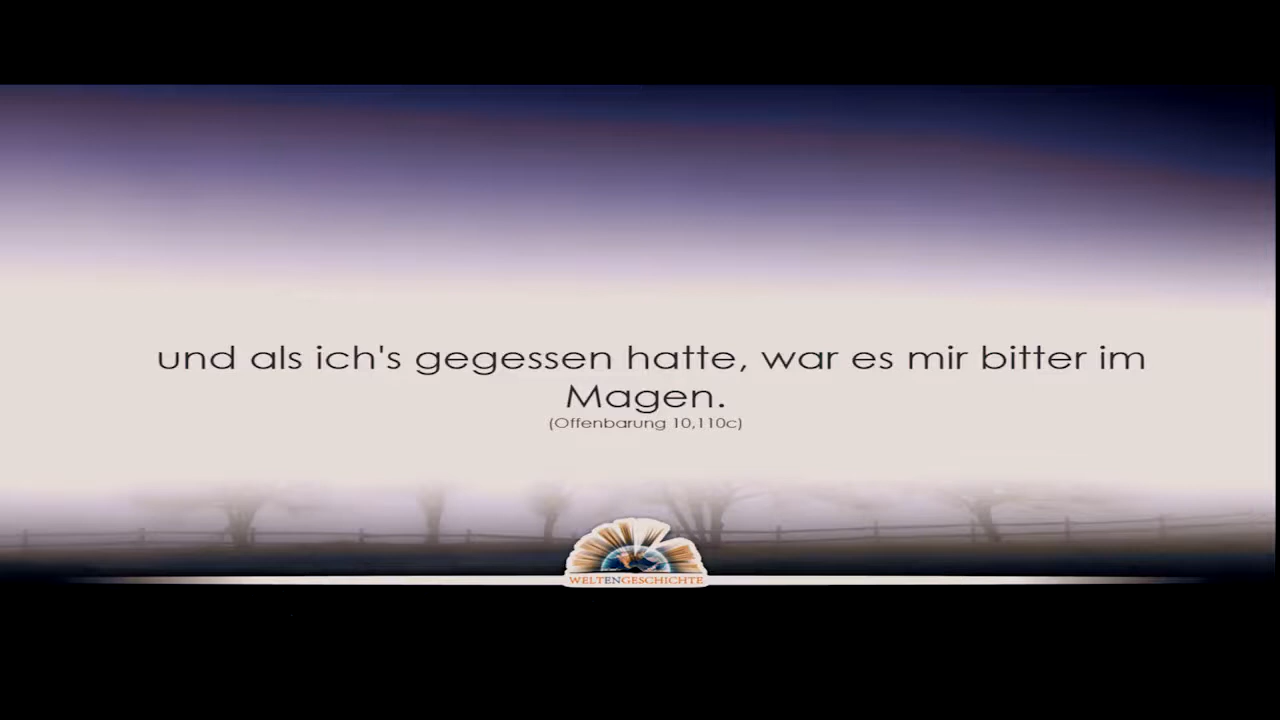 und als ich's gegessen hatte, war es mir bitter im
Magen.
(Offenbarung 10,110c)
WELTENGESCHICHTE